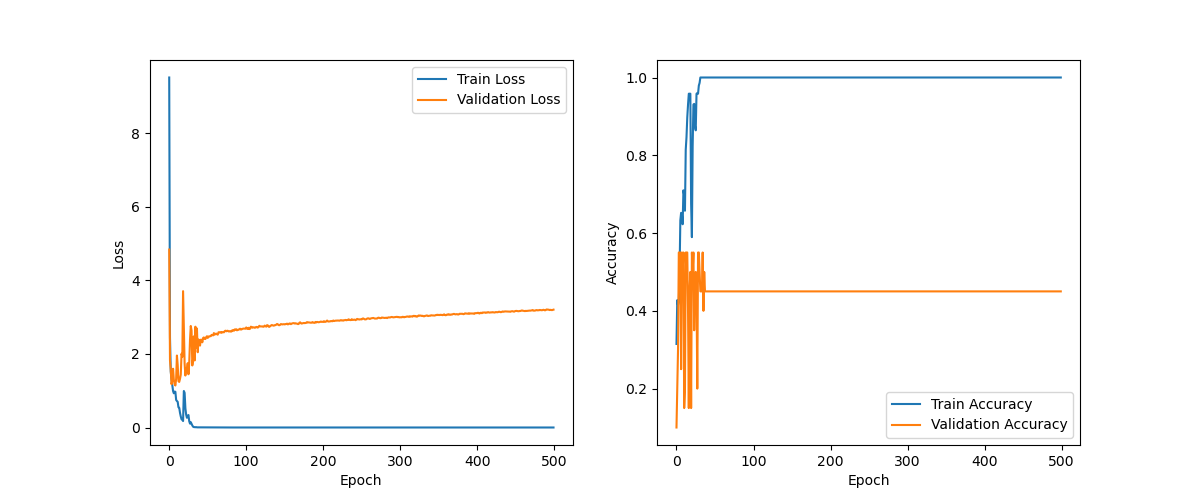 Train Loss
Validation Loss
8
6
4
2
0
Loss
0 100 200 300 400 500
Epoch
1.0
0.8
0.6
0.4
0.2
Accuracy
Train Accuracy
Validation Accuracy
0 100 200 300 400 500
Epoch